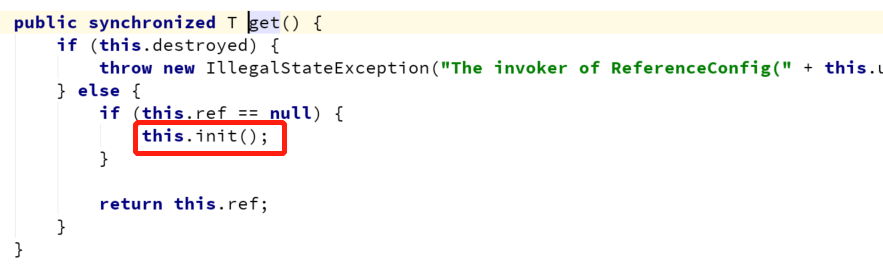 public synchronized T get() {
    if (this.destroyed) {
        throw new IllegalStateException("The invoker of ReferenceConfig(" + this.u
    } else {
        if (this.ref == null) {
            this.init();
        }

        return this.ref;
    }
}